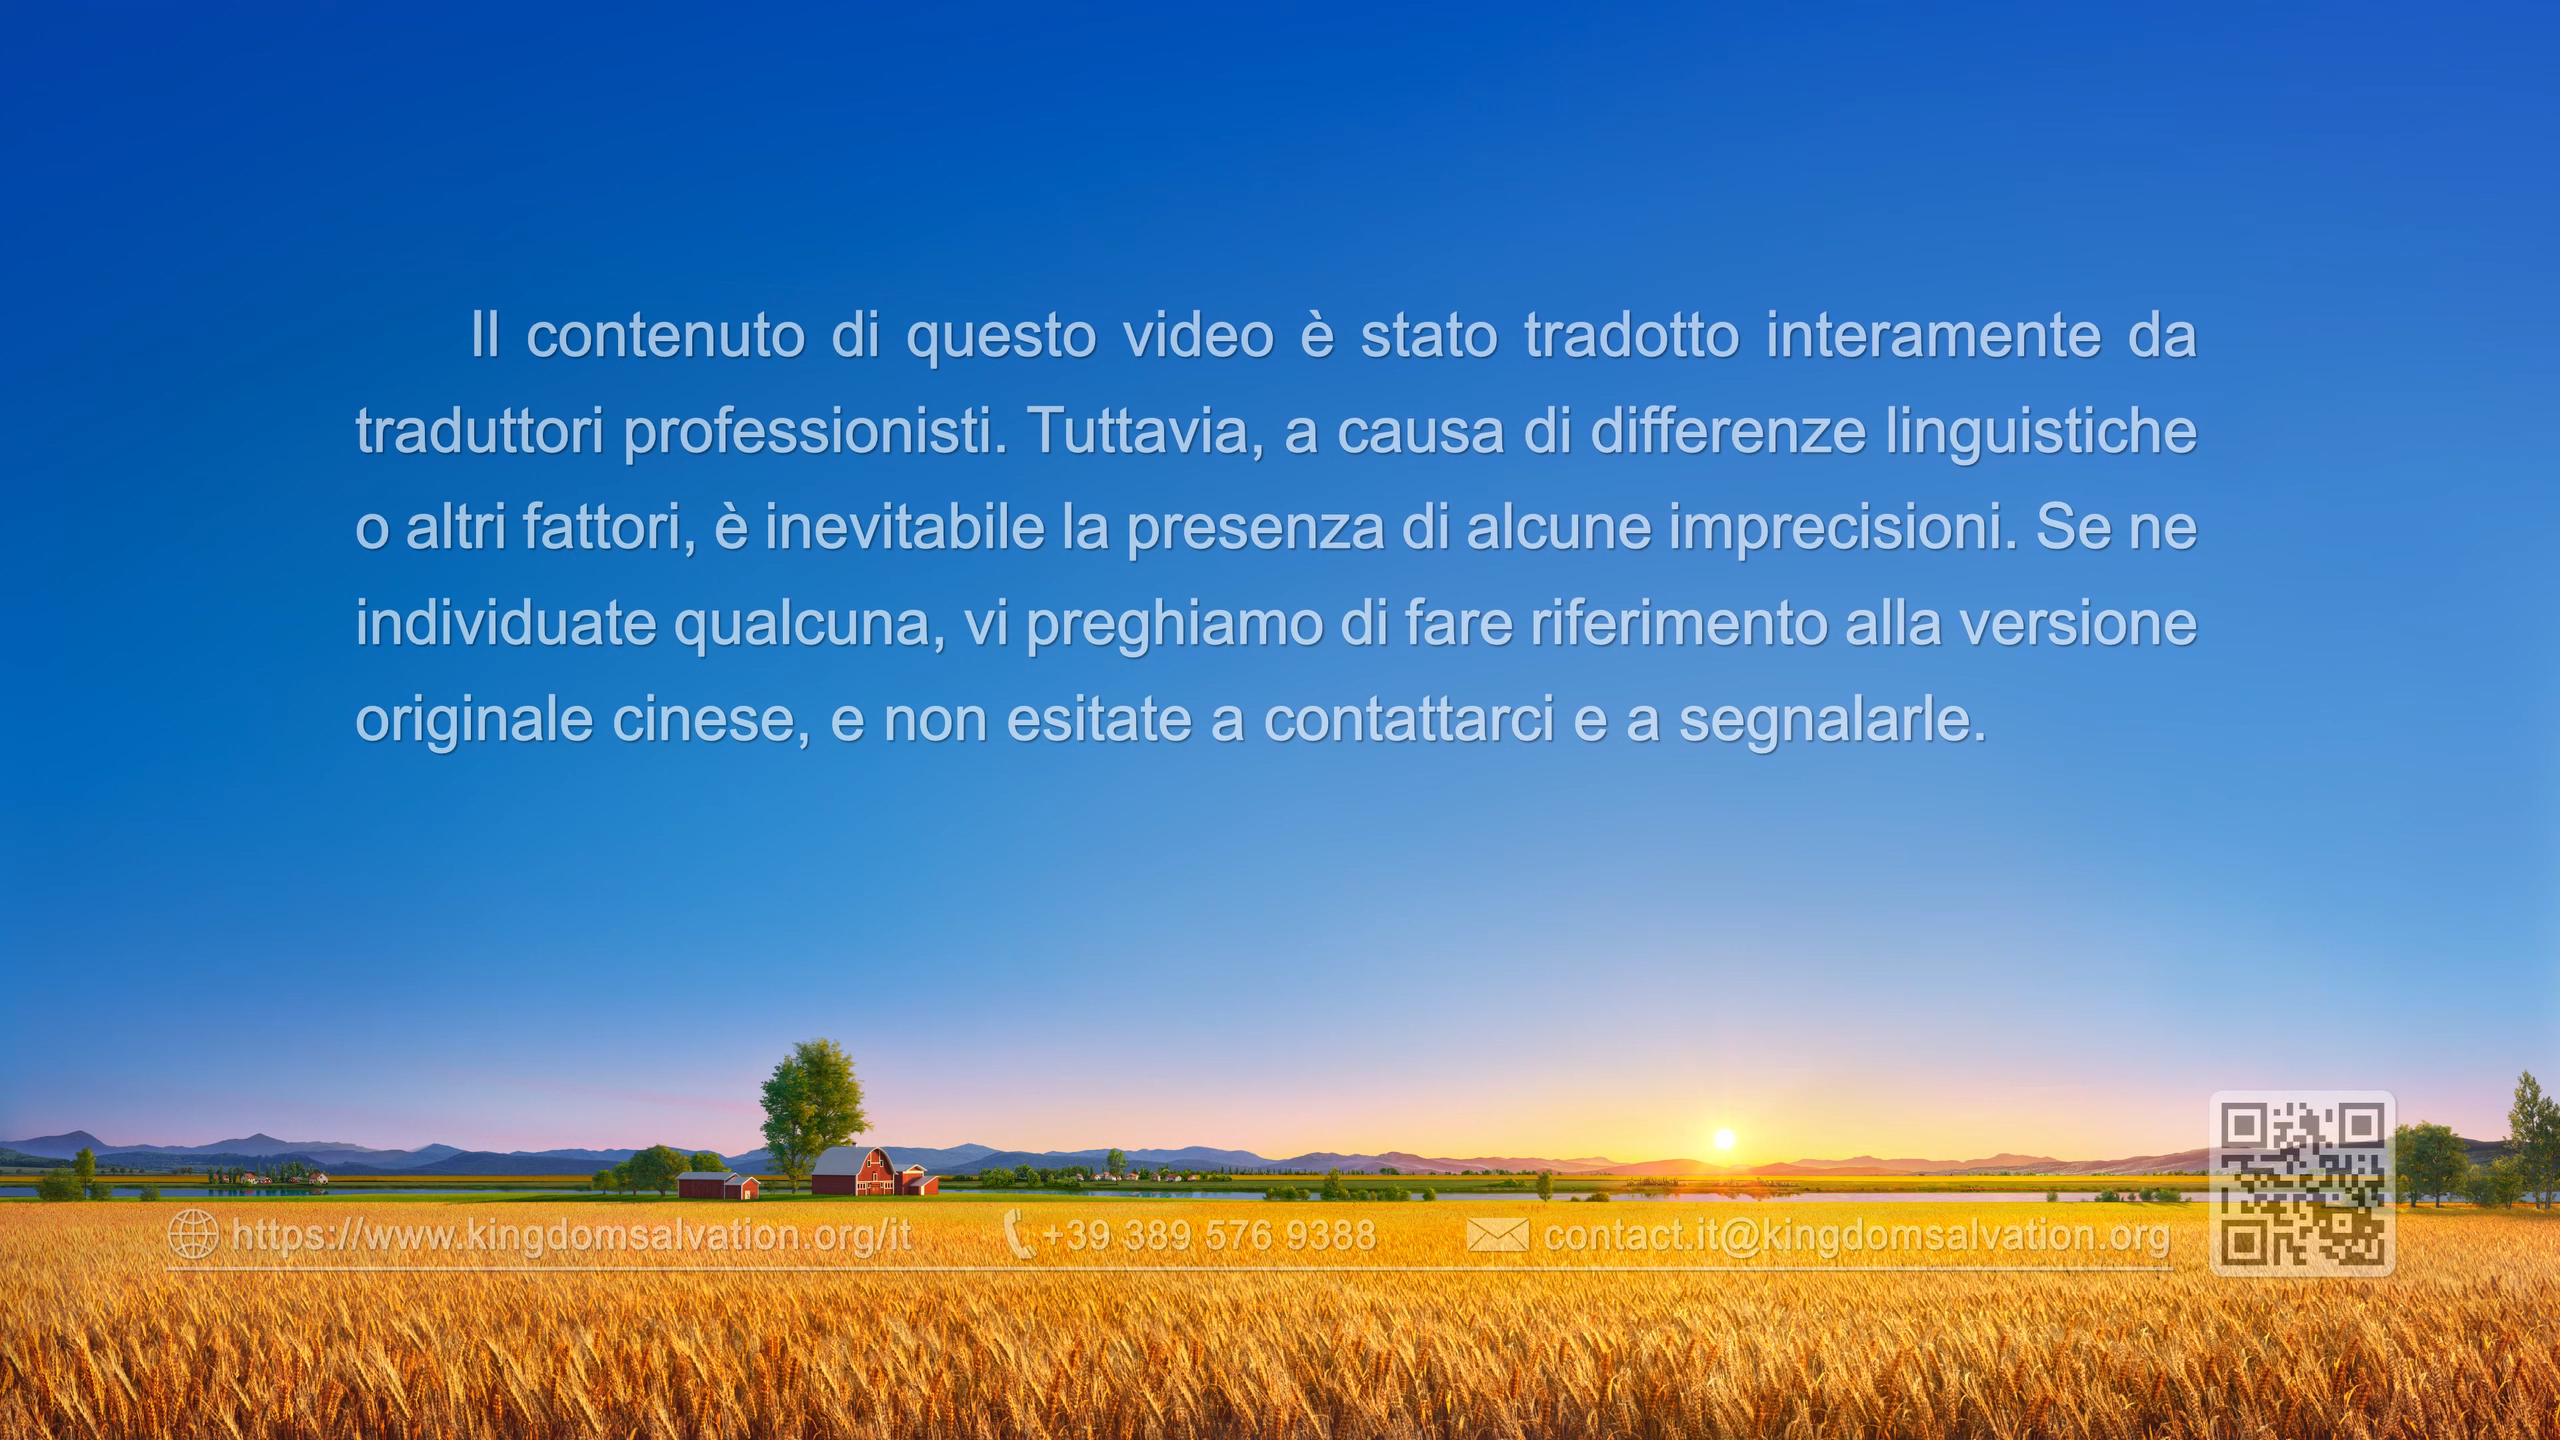 Il contenuto di questo video è stato tradotto interamente da
traduttori professionisti. Tuttavia, a causa di differenze linguistiche
o altri fattori, è inevitabile la presenza di alcune imprecisioni. Se ne
individuate qualcuna, vi preghiamo di fare riferimento alla versione
originale cinese, e non esitate a contattarci e a segnalarle.
https://www.kingdomsalvation.org/it +39 389 576 9388 contact.it@kingdomsalvation.org